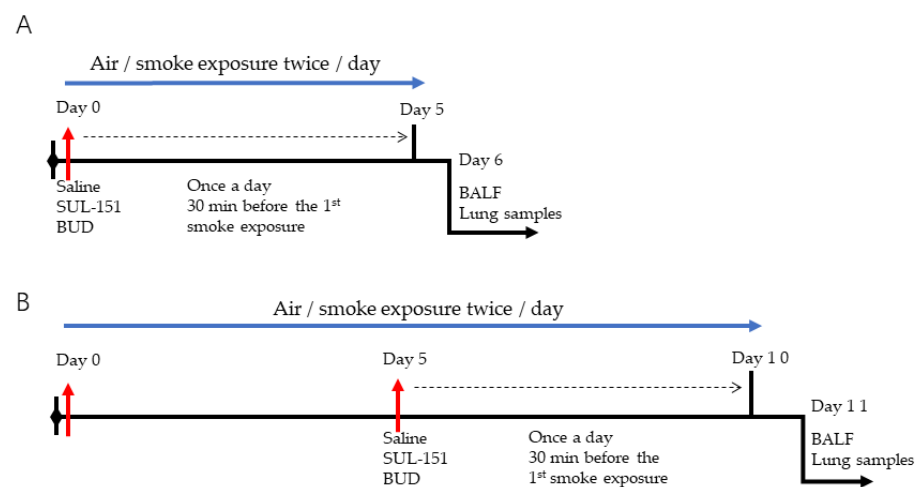 A
Air / smoke exposure twice / day
Day 0
Day 5
Day 6
Saline
SUL-151
BUD
Once a day
30 min before the 1st
smoke exposure
BALF
Lung samples
B
Air / smoke exposure twice / day
Day 0
Day 5
Day 1 0
Day 1 1
Saline
SUL-151
BUD
Once a day
30 min before the
1st smoke exposure
BALF
Lung samples